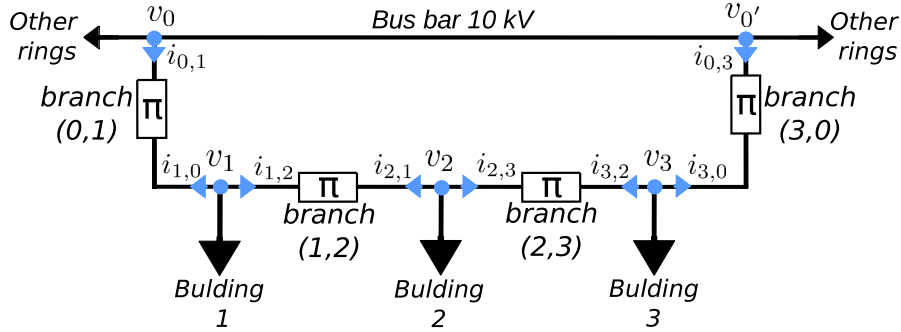 Other rings
v₀
Bus bar 10 kV
v₀′
Other rings
i₀,₁
i₀,₃
branch (0,1)
π
π
branch (3,0)
i₁,₀
v₁
i₁,₂
π
i₂,₁
v₂
i₂,₃
π
i₃,₂
v₃
i₃,₀
branch (1,2)
branch (2,3)
Bulding 1
Bulding 2
Bulding 3